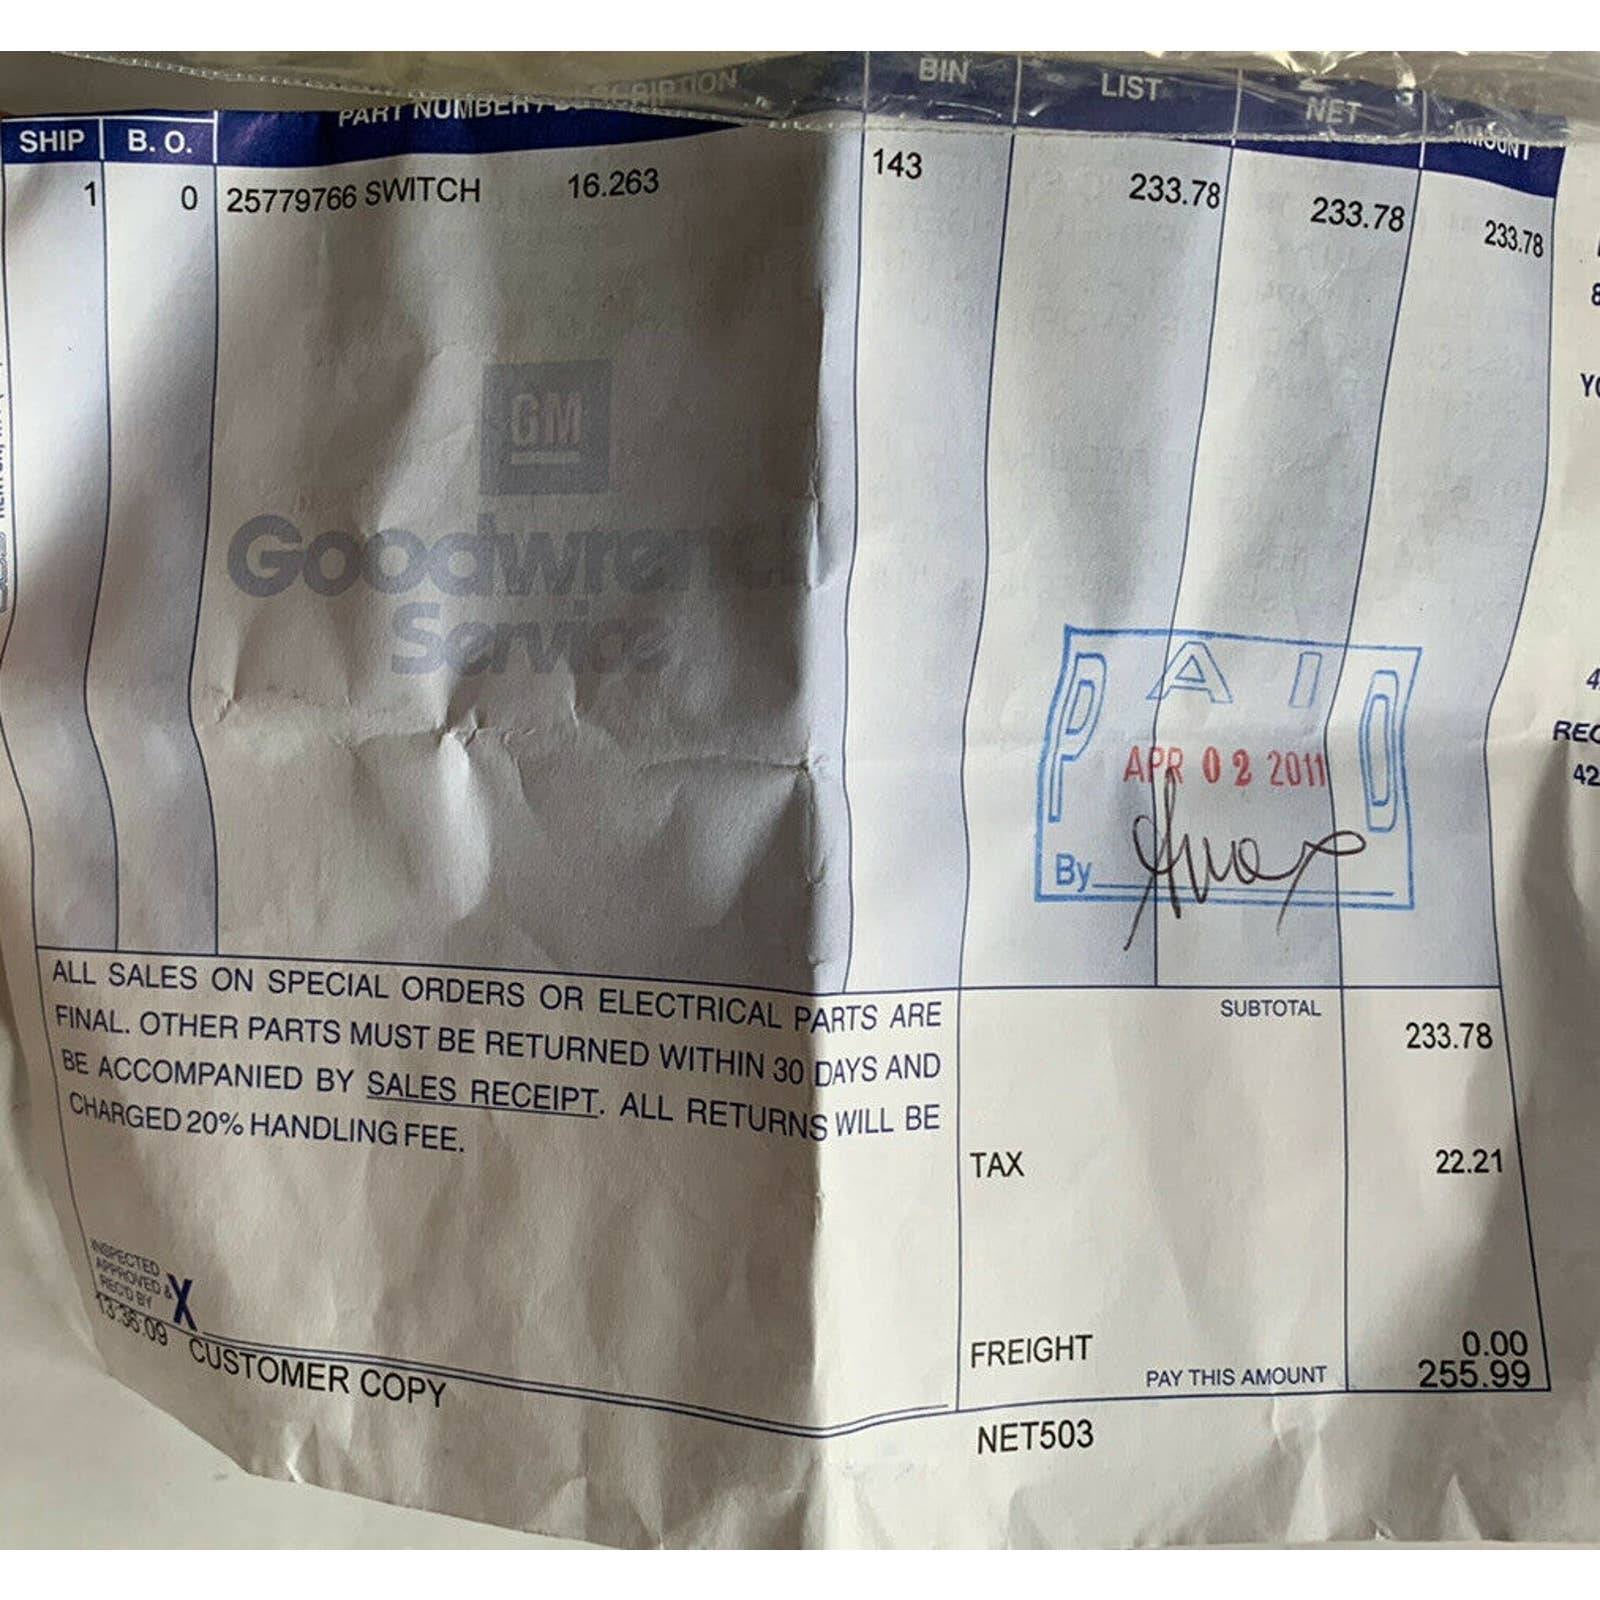 SHIP B. O. PART NUMBER / DESCRIPTION BIN LIST NET AMOUNT
1 0 25779766 SWITCH 16.263 143 233.78 233.78 233.78
GM
Goodwrench
Service
PAID
APR 02 2011
By
ALL SALES ON SPECIAL ORDERS OR ELECTRICAL PARTS ARE
FINAL. OTHER PARTS MUST BE RETURNED WITHIN 30 DAYS AND
BE ACCOMPANIED BY SALES RECEIPT. ALL RETURNS WILL BE
CHARGED 20% HANDLING FEE.
SUBTOTAL 233.78
TAX 22.21
INSPECTED
APPROVED &
REC'D BY X
13:36:09 CUSTOMER COPY
FREIGHT 0.00
PAY THIS AMOUNT 255.99
NET503
42